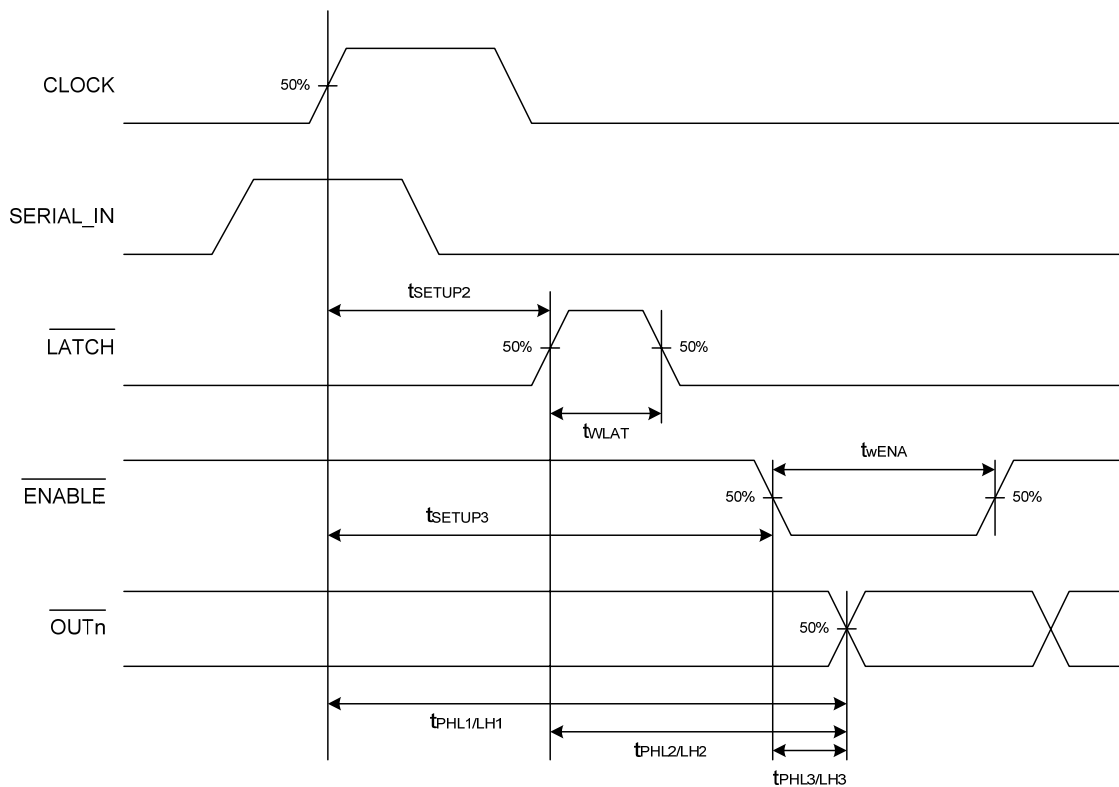 CLOCK
50%
SERIAL_IN
tSETUP2
LATCH
50%
50%
tWLAT
twENA
ENABLE
50%
50%
tSETUP3
OUTn
50%
tPHL1/LH1
tPHL2/LH2
tPHL3/LH3